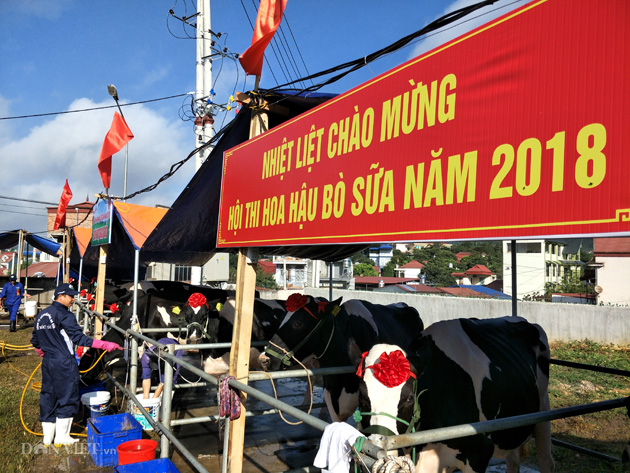 DANVIET.VN
NHIỆT LIỆT CHÀO MỪNG
HỘI THI HOA HẬU BÒ SỮA NĂM 2018